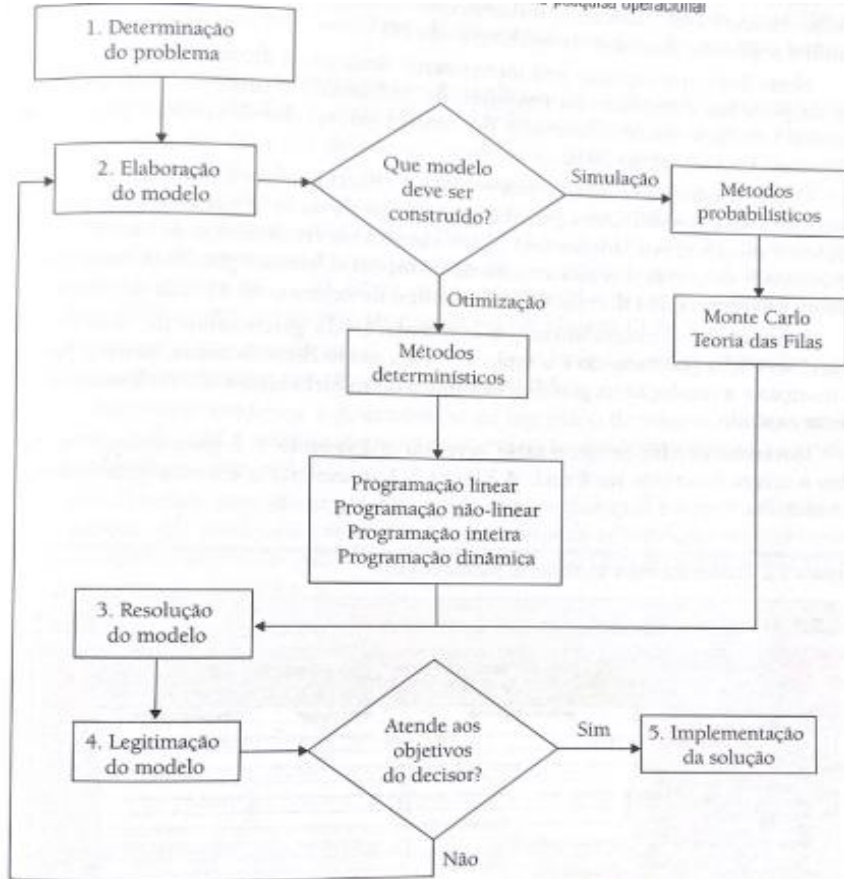 pesquisa operacional
1. Determinação
do problema
2. Elaboração
do modelo
Que modelo
deve ser
construído?
Simulação
Métodos
probabilísticos
Otimização
Monte Carlo
Teoria das Filas
Métodos
determinísticos
Programação linear
Programação não-linear
Programação inteira
Programação dinâmica
3. Resolução
do modelo
4. Legitimação
do modelo
Atende aos
objetivos
do decisor?
Sim
5. Implementação
da solução
Não